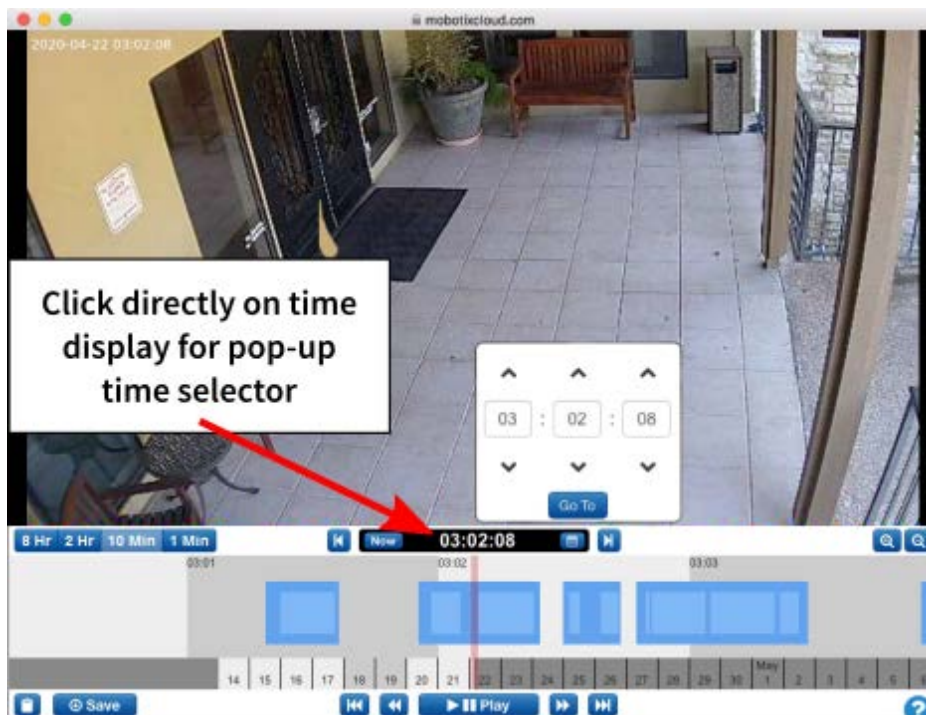 mobotixcloud.com
2020-04-22 03:02:08
Click directly on time
display for pop-up
time selector
03 : 02 : 08
Go To
8 Hr 2 Hr 10 Min 1 Min
Now 03:02:08
03:01 03:02 03:03
May
14 15 16 17 18 19 20 21 22 23 24 25 26 27 28 29 30 1 2 3 4 5
Save Play
?